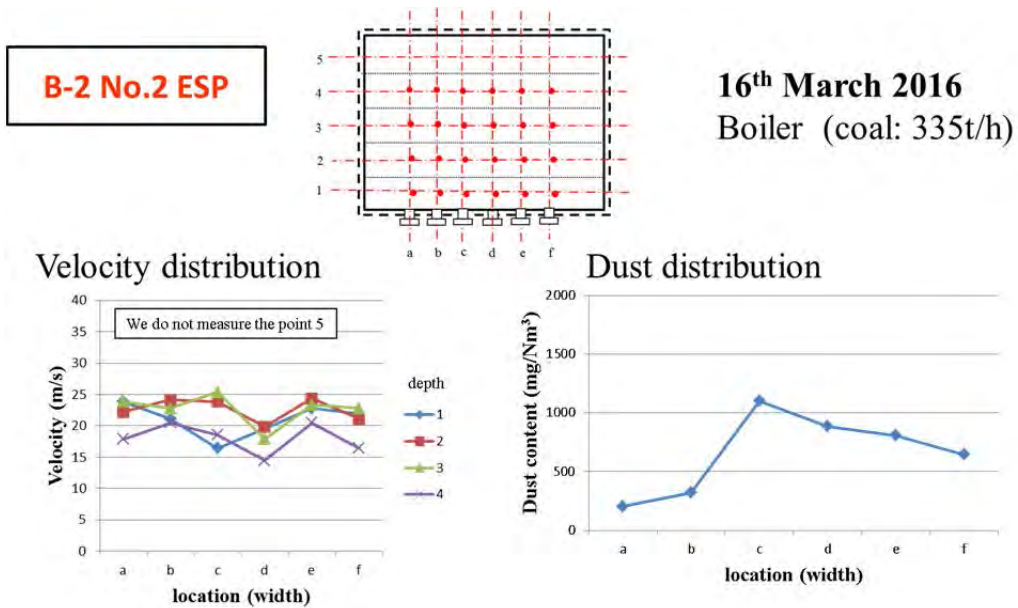 B-2 No.2 ESP
5
4
3
2
1
a b c d e f
16th March 2016
Boiler (coal: 335t/h)
Velocity distribution
40
35
30
25
20
15
10
5
0
Velocity (m/s)
We do not measure the point 5
a b c d e f
location (width)
depth
1
2
3
4
Dust distribution
2000
1500
1000
500
0
Dust content (mg/Nm³)
a b c d e f
location (width)